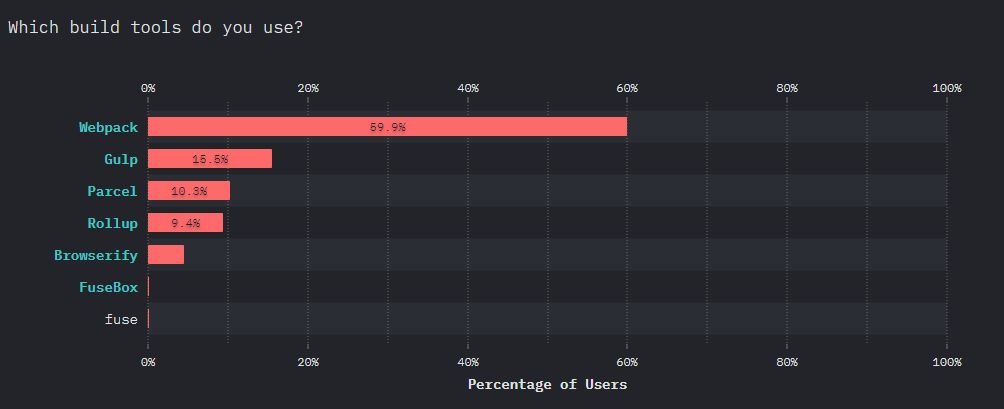 Which build tools do you use?
0% 20% 40% 60% 80% 100%
Webpack 59.9%
Gulp 15.5%
Parcel 10.3%
Rollup 9.4%
Browserify
FuseBox
fuse
0% 20% 40% 60% 80% 100%
Percentage of Users